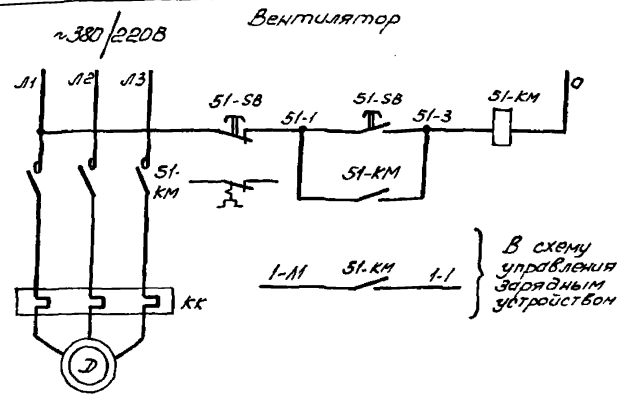 Вентилятор
~380/220В
Л1 Л2 Л3
51-SB 51-1 51-SB 51-3 51-КМ 0
51-КМ
51-
КМ
1-Л1 51-КМ 1-1
В схему
управления
зарядным
устройством
КК
D